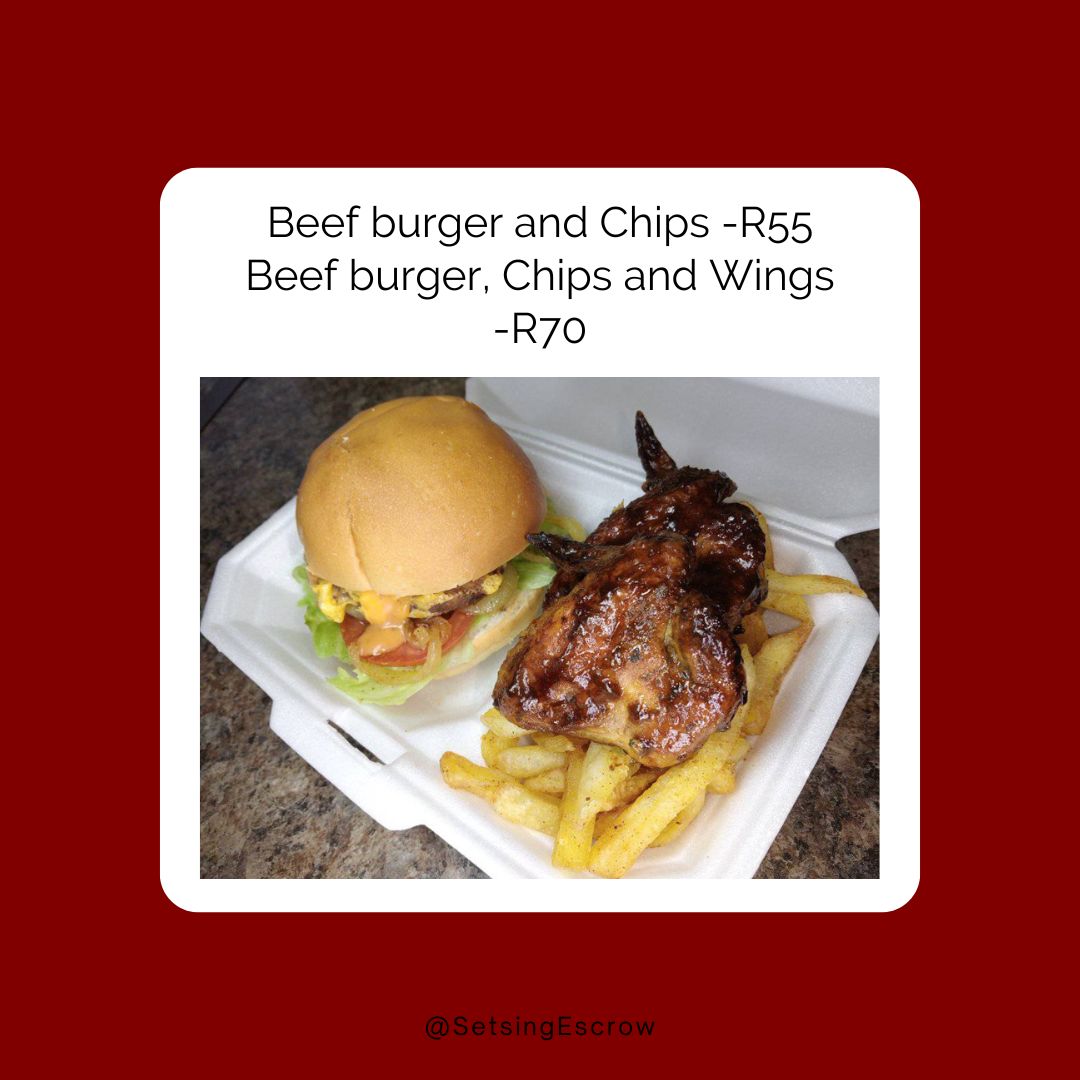 Beef burger and Chips -R55
Beef burger, Chips and Wings
-R70
@SetsingEscrow